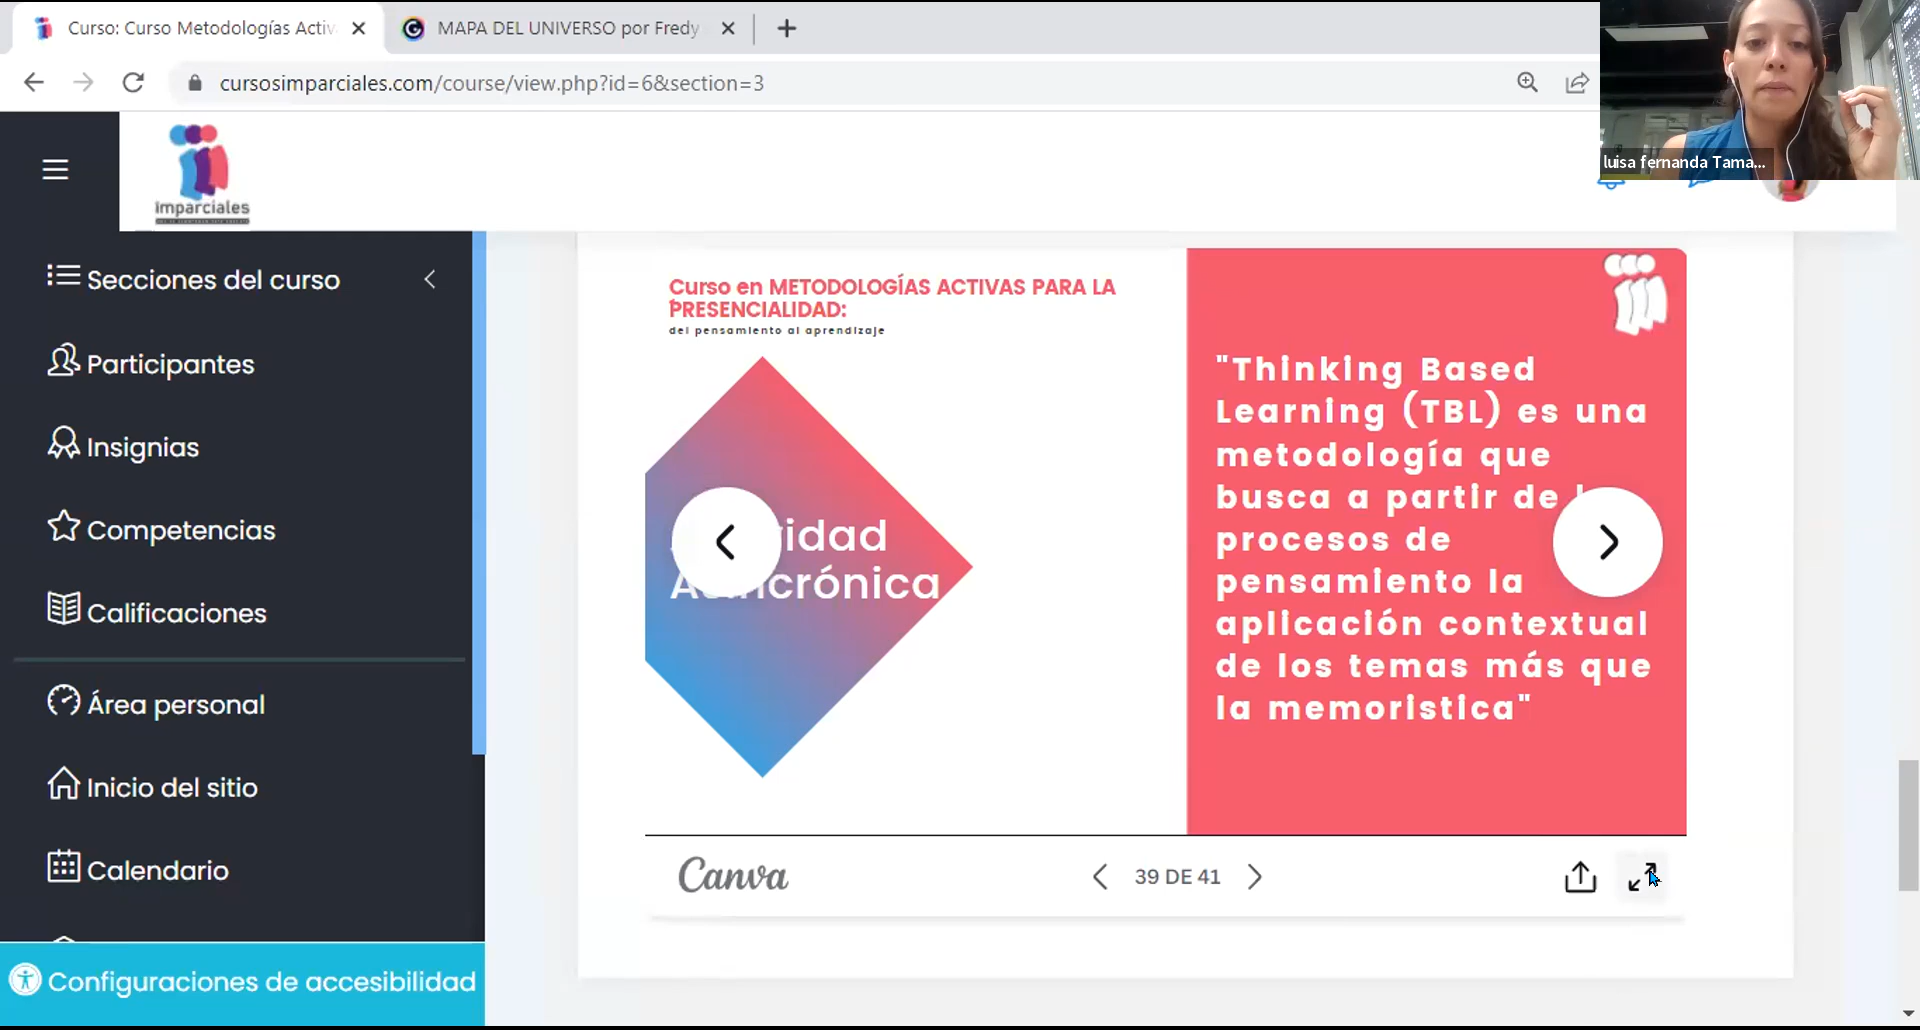 Curso: Curso Metodologías Activ
MAPA DEL UNIVERSO por Fredy
cursosimparciales.com/course/view.php?id=6&section=3
luisa fernanda Tama...
imparciales
Secciones del curso
Participantes
Insignias
Competencias
Calificaciones
Área personal
Inicio del sitio
Calendario
Configuraciones de accesibilidad
Curso en METODOLOGÍAS ACTIVAS PARA LA
PRESENCIALIDAD:
del pensamiento al aprendizaje
"Thinking Based
Learning (TBL) es una
metodología que
busca a partir de
procesos de
pensamiento la
aplicación contextual
de los temas más que
la memoristica"
Canva
39 DE 41